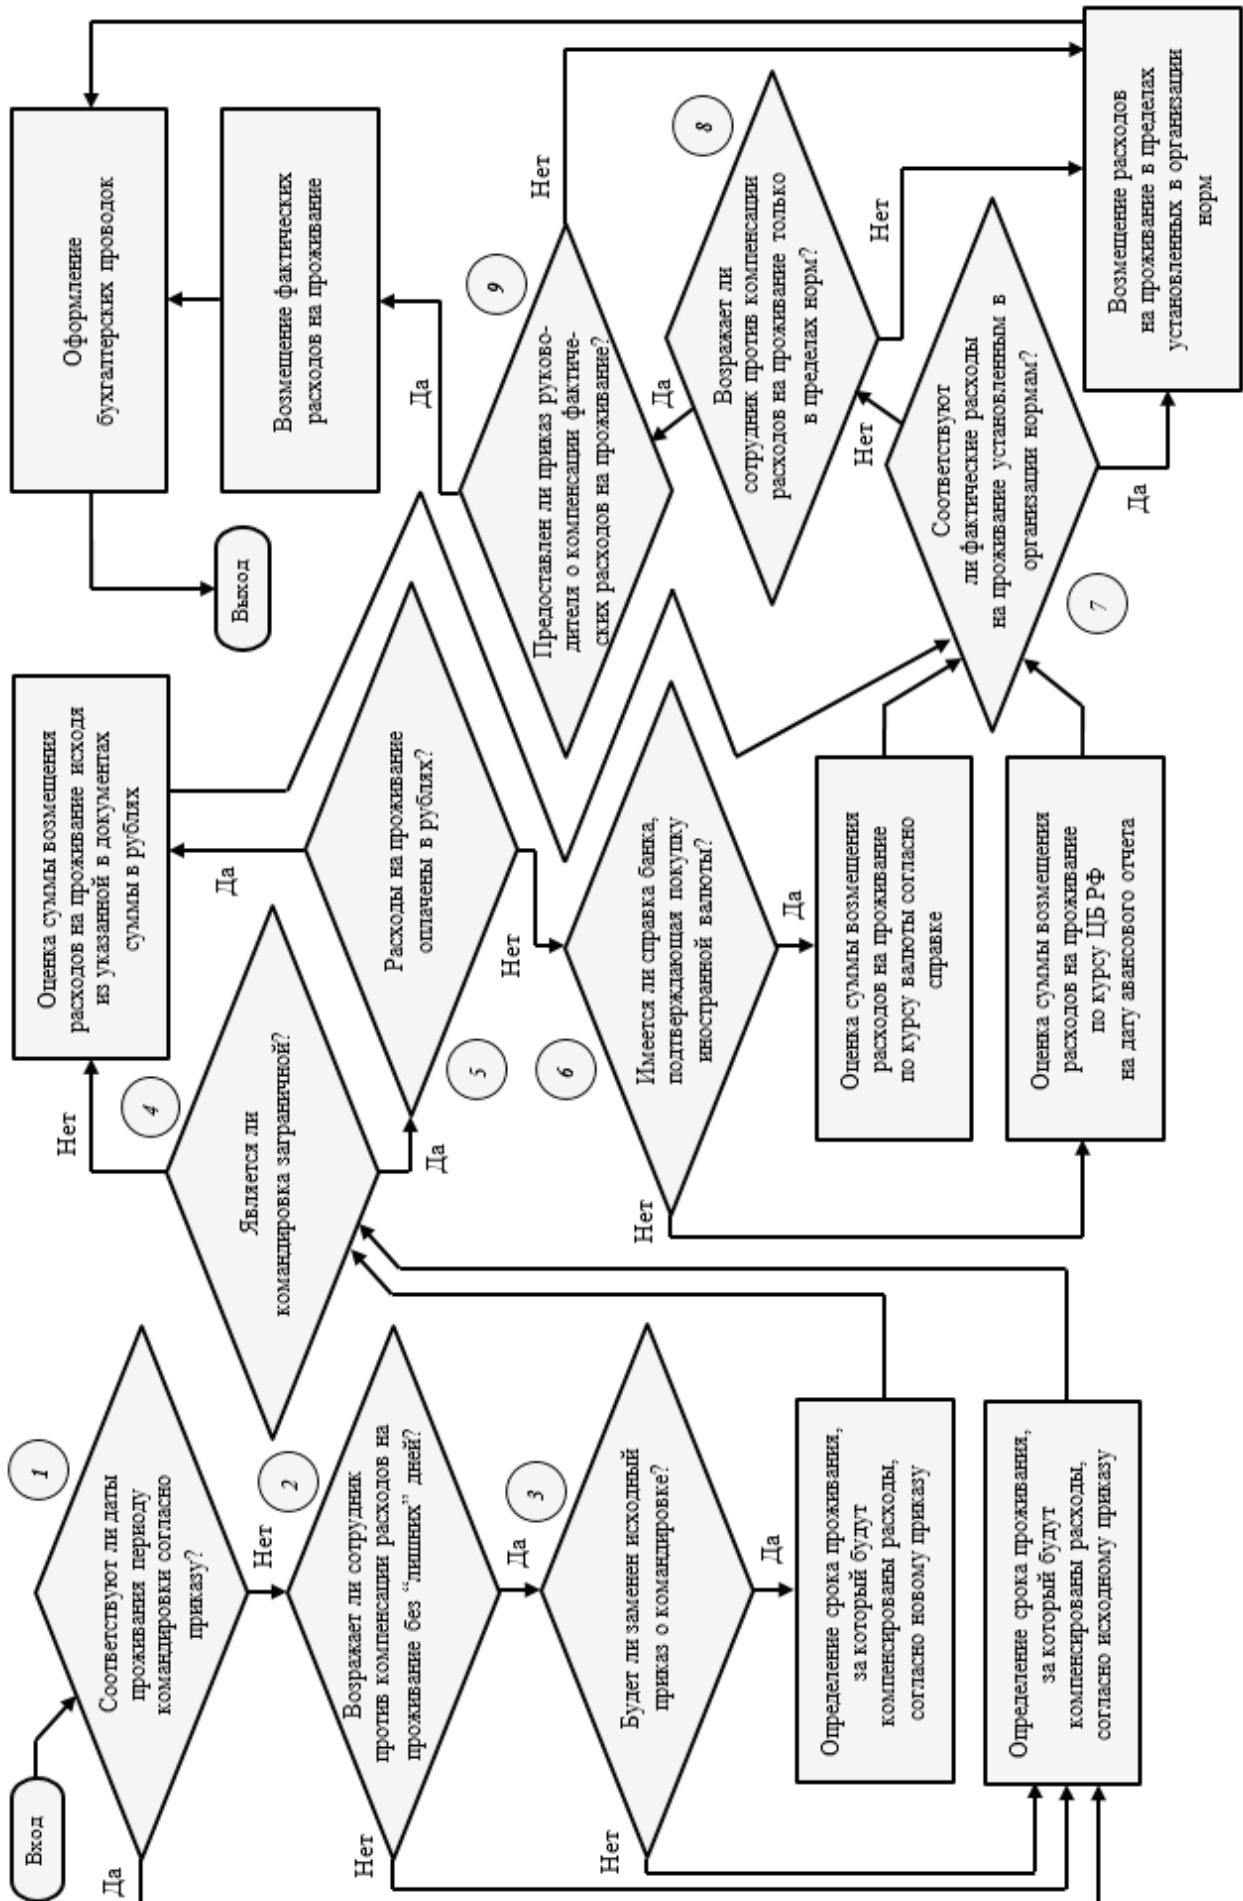 Вход
1
Соответствуют ли даты
проживания периоду
командировки согласно
приказу?
Да
Нет
2
Возражает ли сотрудник
против компенсации расходов на
проживание без “лишних” дней?
Нет
Да
3
Будет ли заменен исходный
приказ о командировке?
Нет
Да
Определение срока проживания,
за который будут
компенсированы расходы,
согласно новому приказу
Определение срока проживания,
за который будут
компенсированы расходы,
согласно исходному приказу
4
Является ли
командировка заграничной?
Нет
Да
Оценка суммы возмещения
расходов на проживание исходя
из указанной в документах
суммы в рублях
Да
5
Расходы на проживание
оплачены в рублях?
Нет
6
Имеется ли справка банка,
подтверждающая покупку
иностранной валюты?
Нет
Да
Оценка суммы возмещения
расходов на проживание
по курсу валюты согласно
справке
Оценка суммы возмещения
расходов на проживание
по курсу ЦБ РФ
на дату авансового отчета
Оформление
бухгалтерских проводок
Выход
Возмещение фактических
расходов на проживание
Да
9
Предоставлен ли приказ руково-
дителя о компенсации фактиче-
ских расходов на проживание?
Нет
Да
8
Возражает ли
сотрудник против компенсации
расходов на проживание только
в пределах норм?
Нет
Нет
7
Соответствуют
ли фактические расходы
на проживание установленным в
организации нормам?
Да
Возмещение расходов
на проживание в пределах
установленных в организации
норм